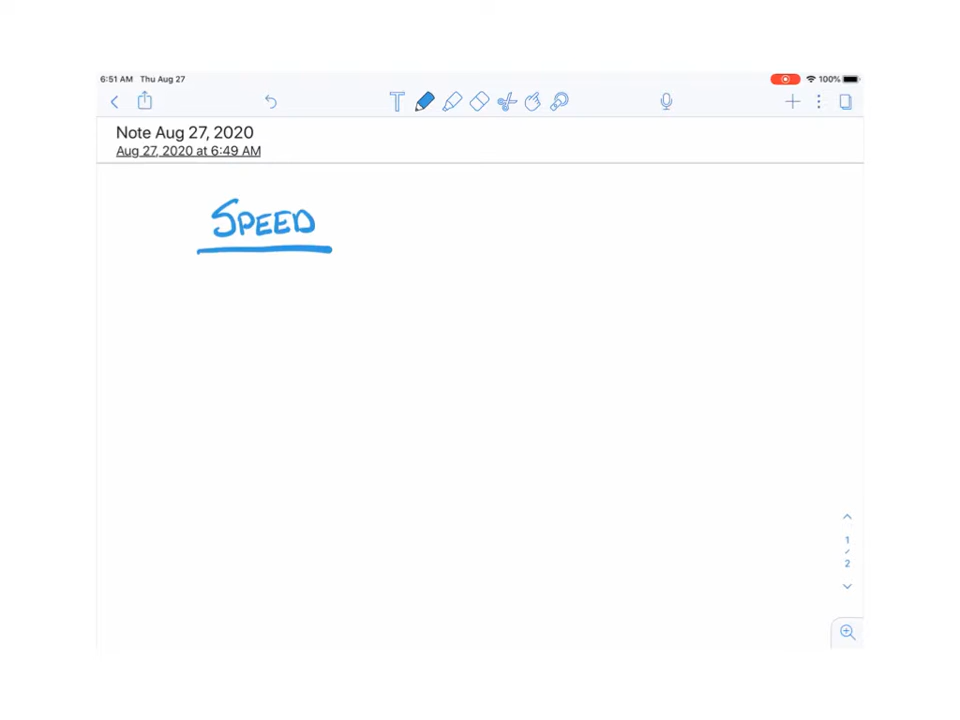 6:51 AM Thu Aug 27
100%
T
Note Aug 27, 2020
Aug 27, 2020 at 6:49 AM
SPEED
1
/
2